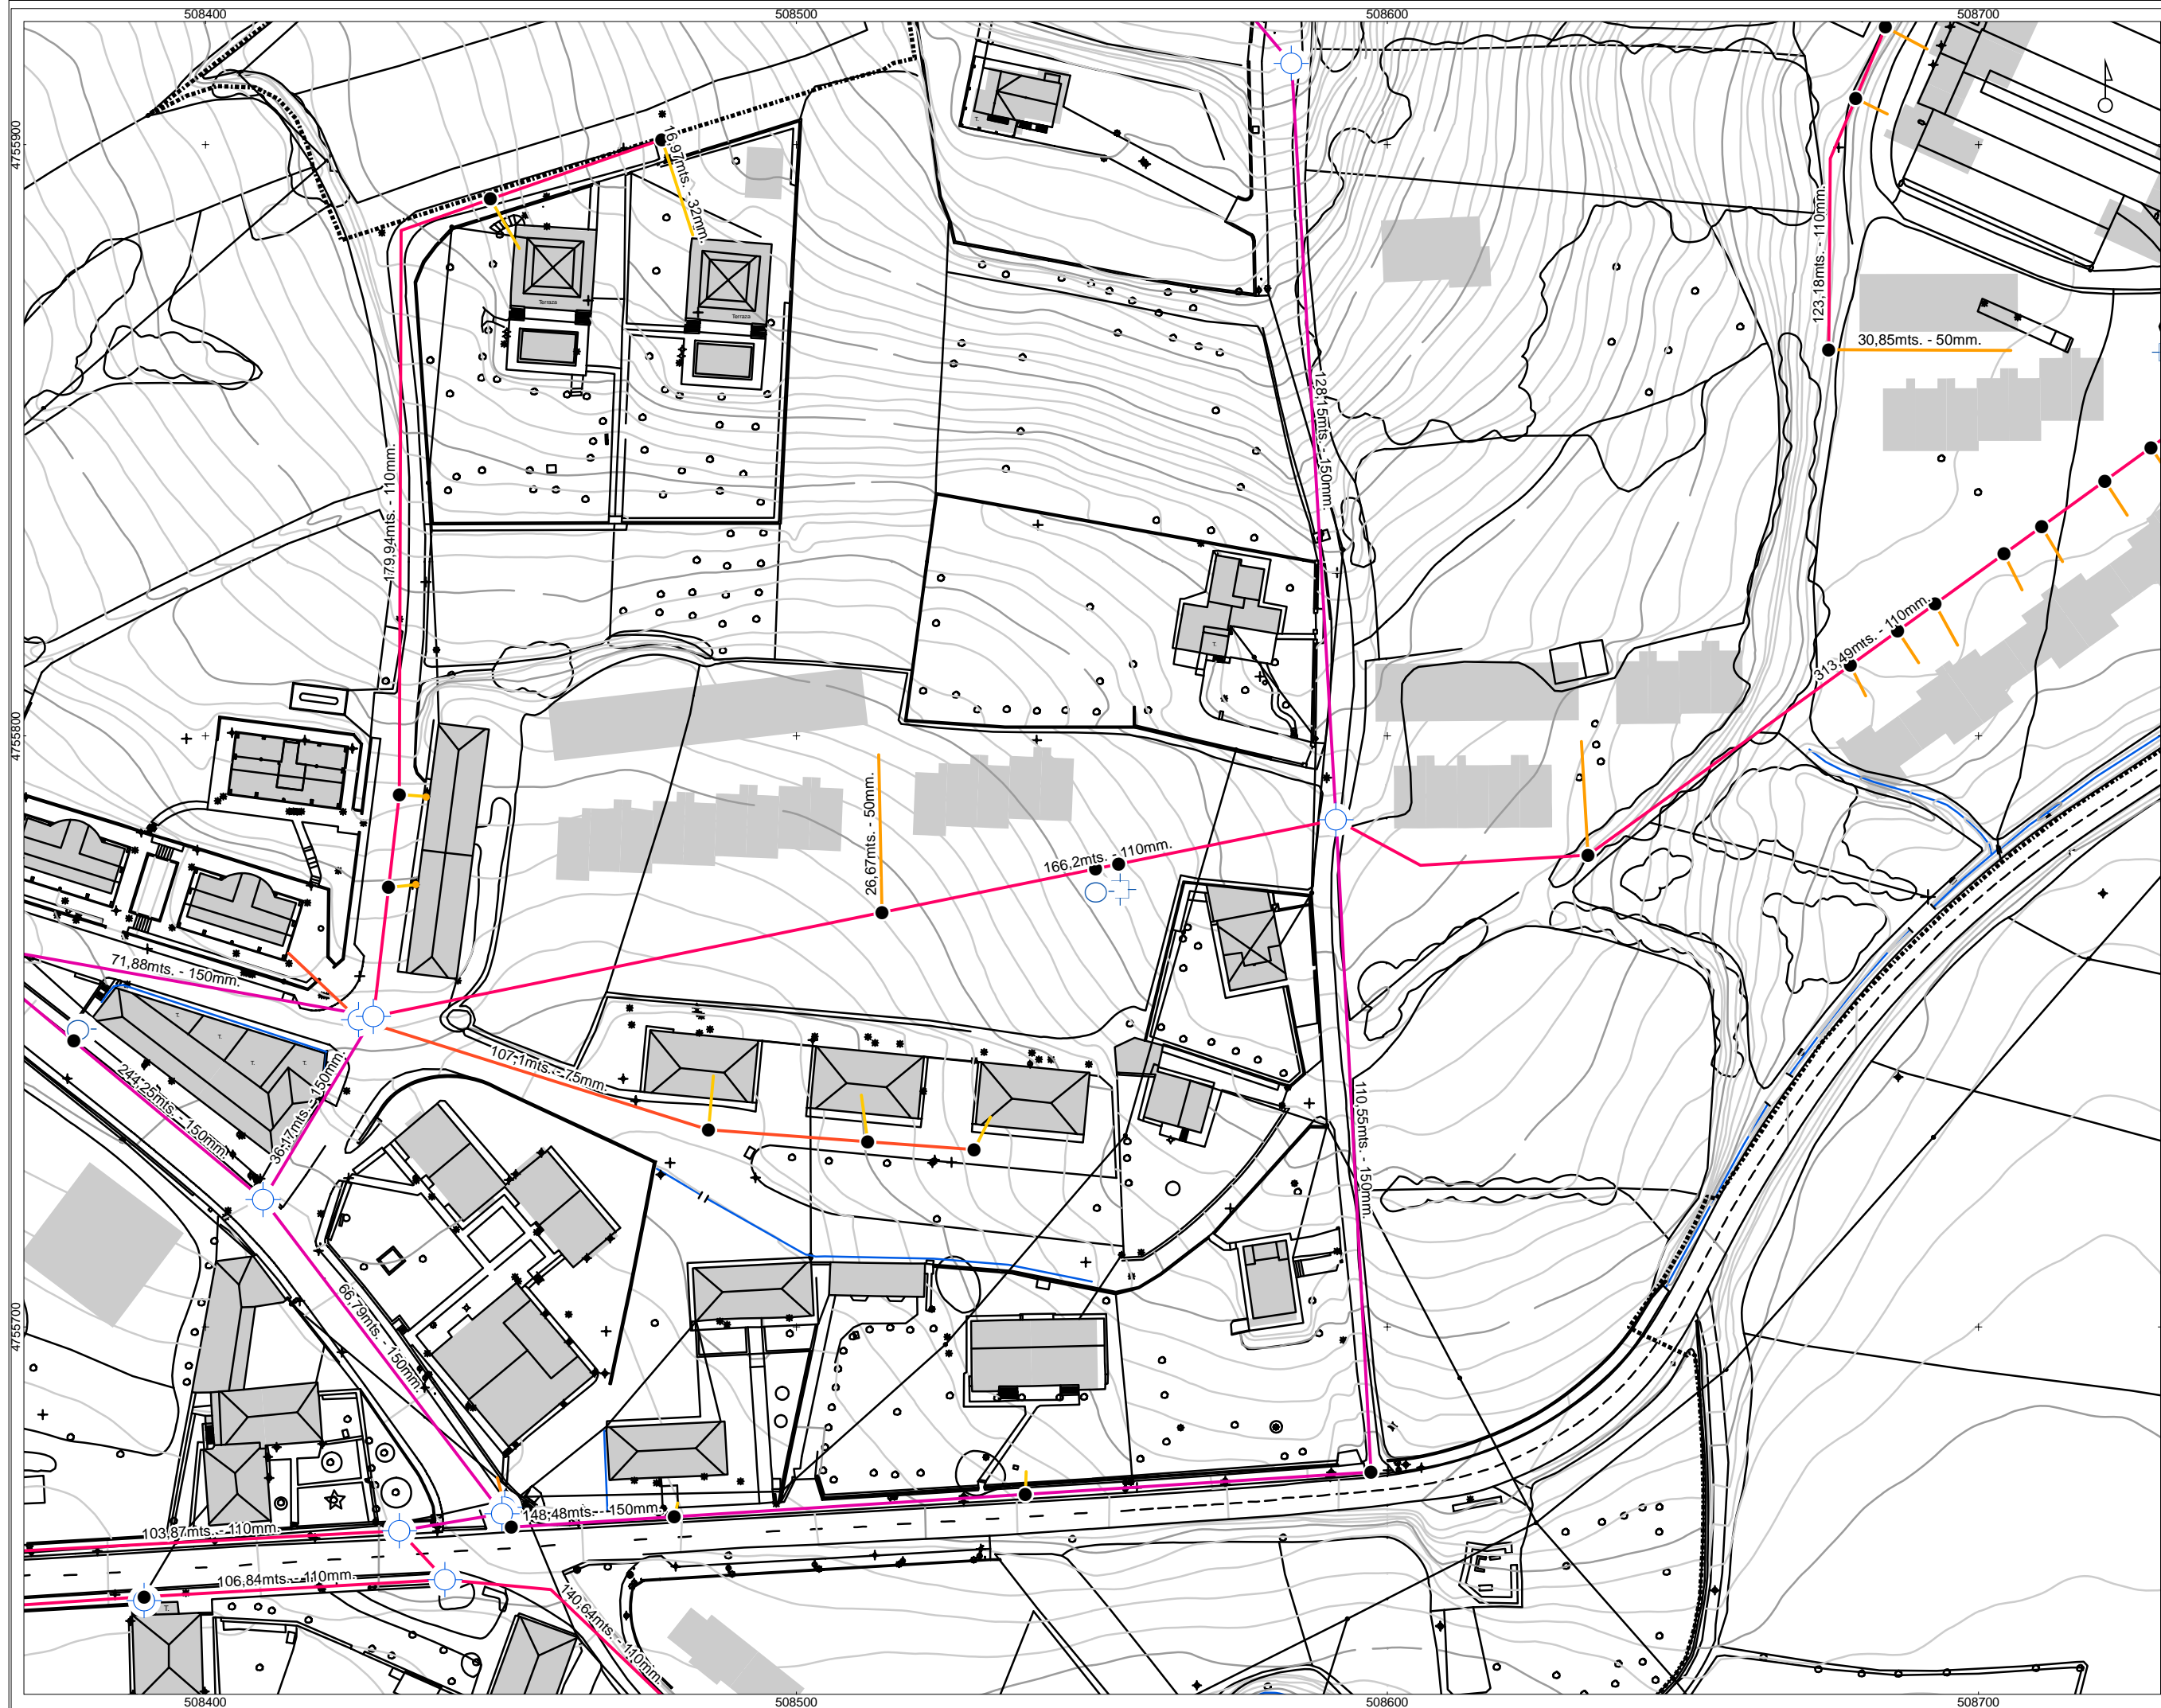 508400
508500
508600
508700
4755900
4755800
4755700
16,97mts. - 32mm.
123,18mts. - 110mm.
30,85mts. - 50mm.
128,15mts. - 150mm.
179,94mts. - 110mm.
Terraza
Terraza
T.
T.
313,49mts. - 110mm.
26,67mts. - 50mm.
166,2mts. - 110mm.
71,88mts. - 150mm.
T.
T.
T.
T.
107,1mts. - 75mm.
244,25mts. - 150mm.
36,17mts. - 150mm.
110,55mts. - 150mm.
66,79mts. - 150mm.
148,48mts. - 150mm.
103,87mts. - 110mm.
106,84mts. - 110mm.
T.
140,64mts. - 110mm.
508400
508500
508600
508700